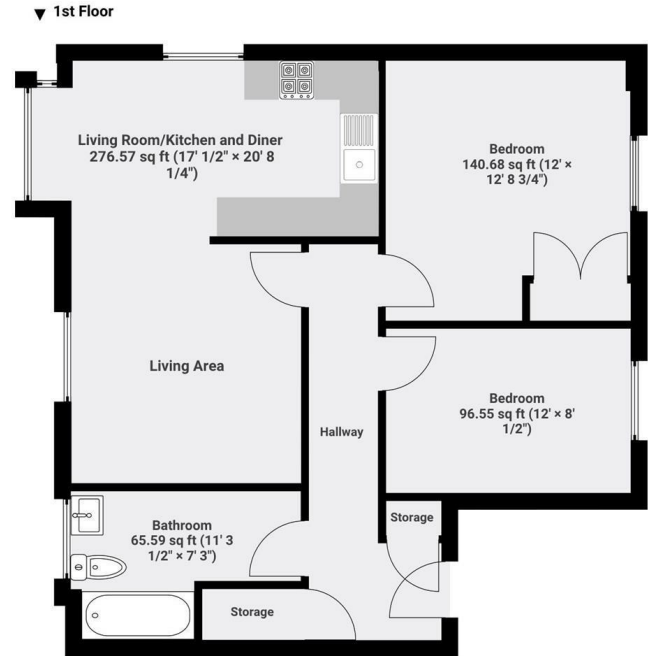 ▼ 1st Floor
Living Room/Kitchen and Diner
276.57 sq ft (17' 1/2" × 20' 8
1/4")
Bedroom
140.68 sq ft (12' ×
12' 8 3/4")
Living Area
Bedroom
96.55 sq ft (12' × 8'
1/2")
Hallway
Storage
Bathroom
65.59 sq ft (11' 3
1/2" × 7' 3")
Storage